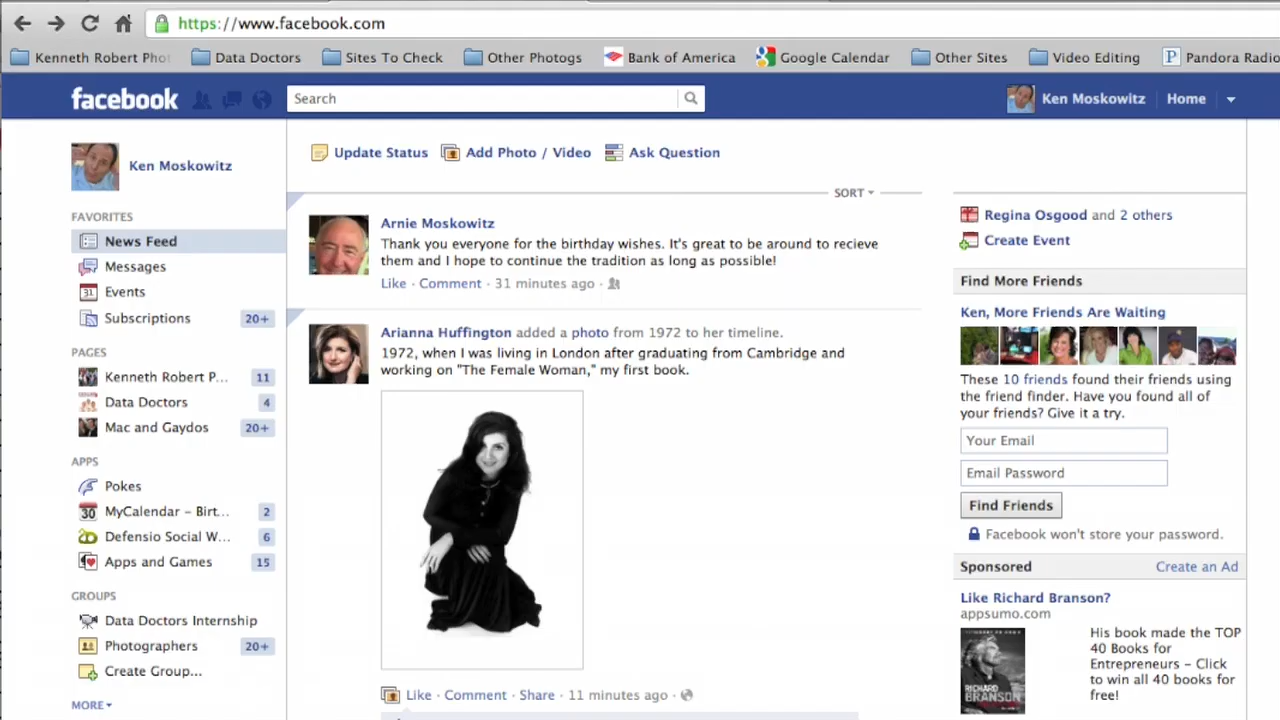 https://www.facebook.com
Kenneth Robert Pho
Data Doctors
Sites To Check
Other Photogs
Bank of America
Google Calendar
Other Sites
Video Editing
Pandora Radio
facebook
Search
Ken Moskowitz
Home
Ken Moskowitz
FAVORITES
News Feed
Messages
31 Events
Subscriptions 20+
PAGES
Kenneth Robert P... 11
Data Doctors 4
Mac and Gaydos 20+
APPS
Pokes
30 MyCalendar - Birt... 2
Defensio Social W... 6
Apps and Games 15
GROUPS
Data Doctors Internship
Photographers 20+
Create Group...
MORE
Update Status
Add Photo / Video
Ask Question
SORT
Arnie Moskowitz
Thank you everyone for the birthday wishes. It's great to be around to recieve
them and I hope to continue the tradition as long as possible!
Like · Comment · 31 minutes ago ·
Arianna Huffington added a photo from 1972 to her timeline.
1972, when I was living in London after graduating from Cambridge and
working on "The Female Woman," my first book.
Like · Comment · Share · 11 minutes ago ·
Regina Osgood and 2 others
Create Event
Find More Friends
Ken, More Friends Are Waiting
These 10 friends found their friends using
the friend finder. Have you found all of
your friends? Give it a try.
Your Email
Email Password
Find Friends
Facebook won't store your password.
Sponsored
Create an Ad
Like Richard Branson?
appsumo.com
RICHARD
BRANSON
His book made the TOP
40 Books for
Entrepreneurs - Click
to win all 40 books for
free!